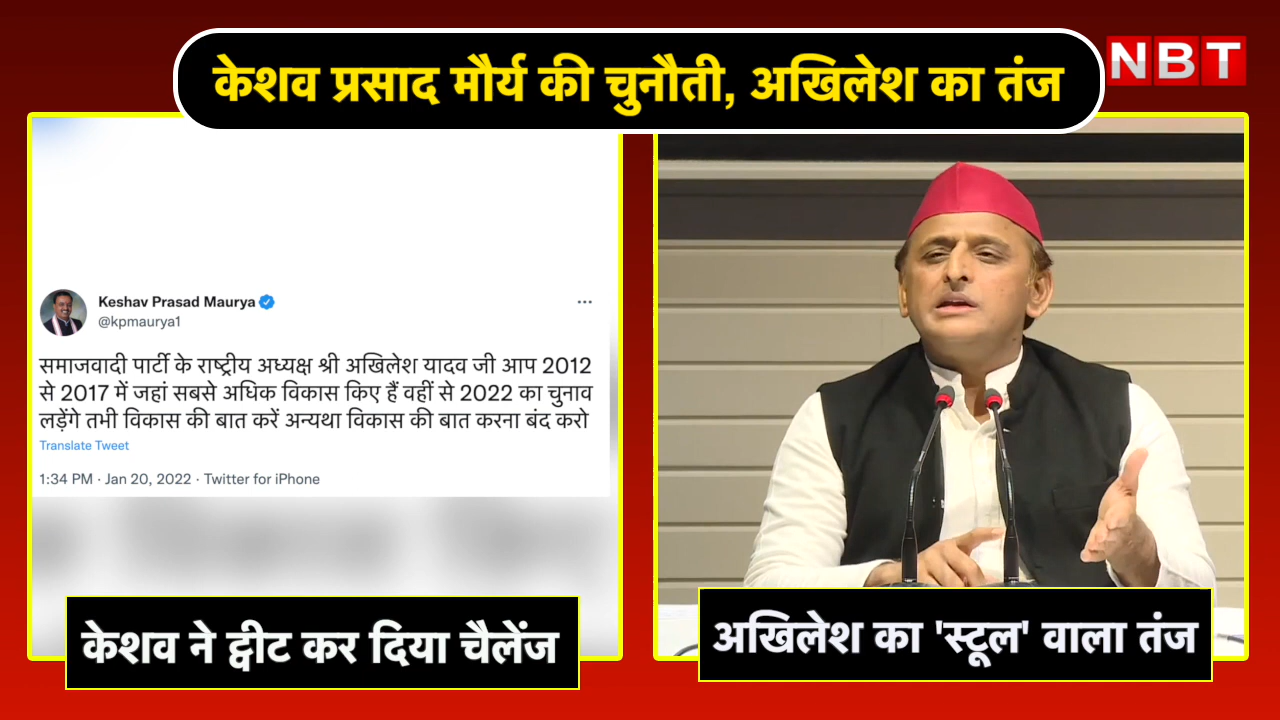 केशव प्रसाद मौर्य की चुनौती, अखिलेश का तंज
NBT
Keshav Prasad Maurya
@kpmaurya1
समाजवादी पार्टी के राष्ट्रीय अध्यक्ष श्री अखिलेश यादव जी आप 2012
से 2017 में जहां सबसे अधिक विकास किए हैं वहीं से 2022 का चुनाव
लड़ेंगे तभी विकास की बात करें अन्यथा विकास की बात करना बंद करो
Translate Tweet
1:34 PM · Jan 20, 2022 · Twitter for iPhone
केशव ने ट्वीट कर दिया चैलेंज
अखिलेश का 'स्टूल' वाला तंज